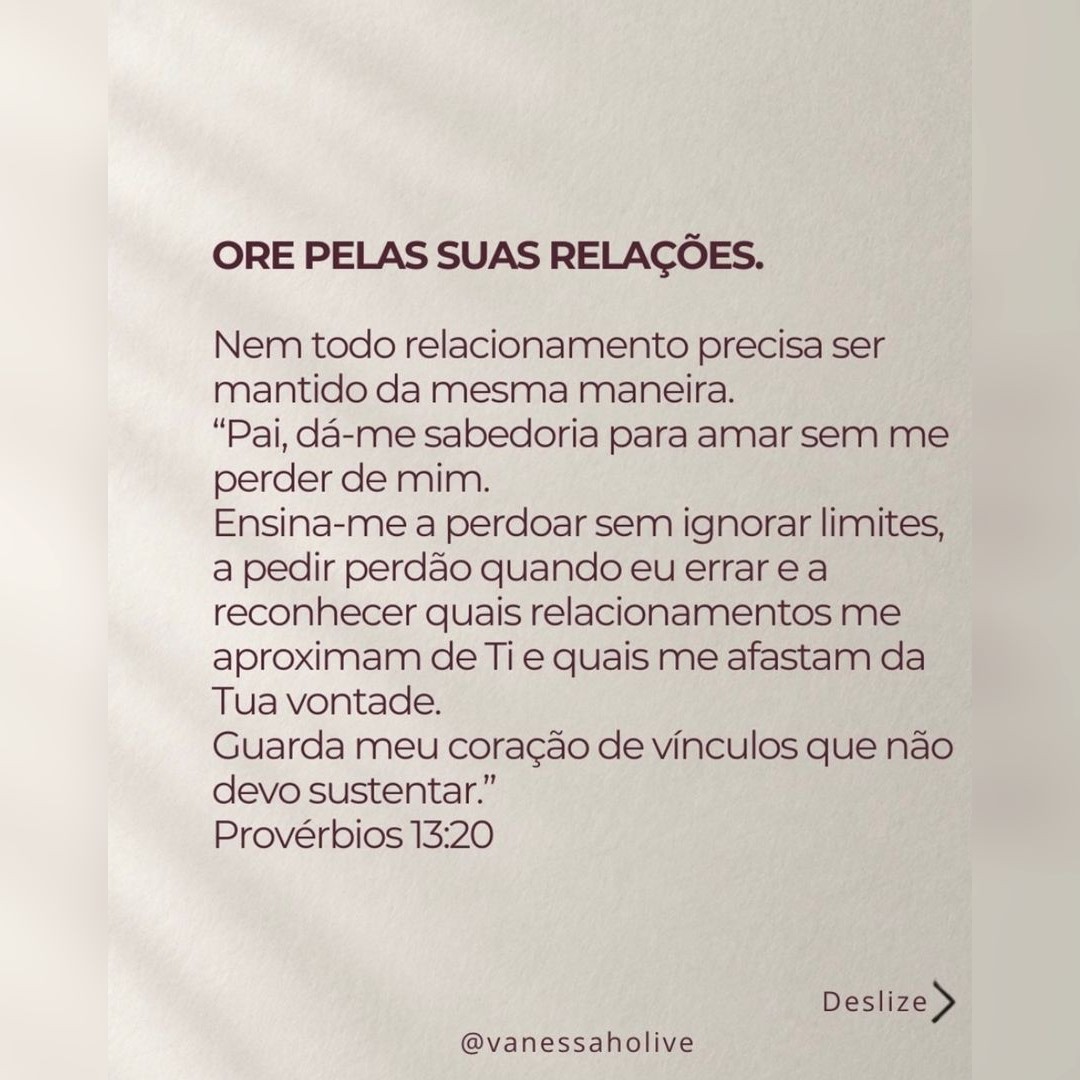 ORE PELAS SUAS RELAÇÕES.
Nem todo relacionamento precisa ser
mantido da mesma maneira.
“Pai, dá-me sabedoria para amar sem me
perder de mim.
Ensina-me a perdoar sem ignorar limites,
a pedir perdão quando eu errar e a
reconhecer quais relacionamentos me
aproximam de Ti e quais me afastam da
Tua vontade.
Guarda meu coração de vínculos que não
devo sustentar.”
Provérbios 13:20
Deslize
@vanessaholive